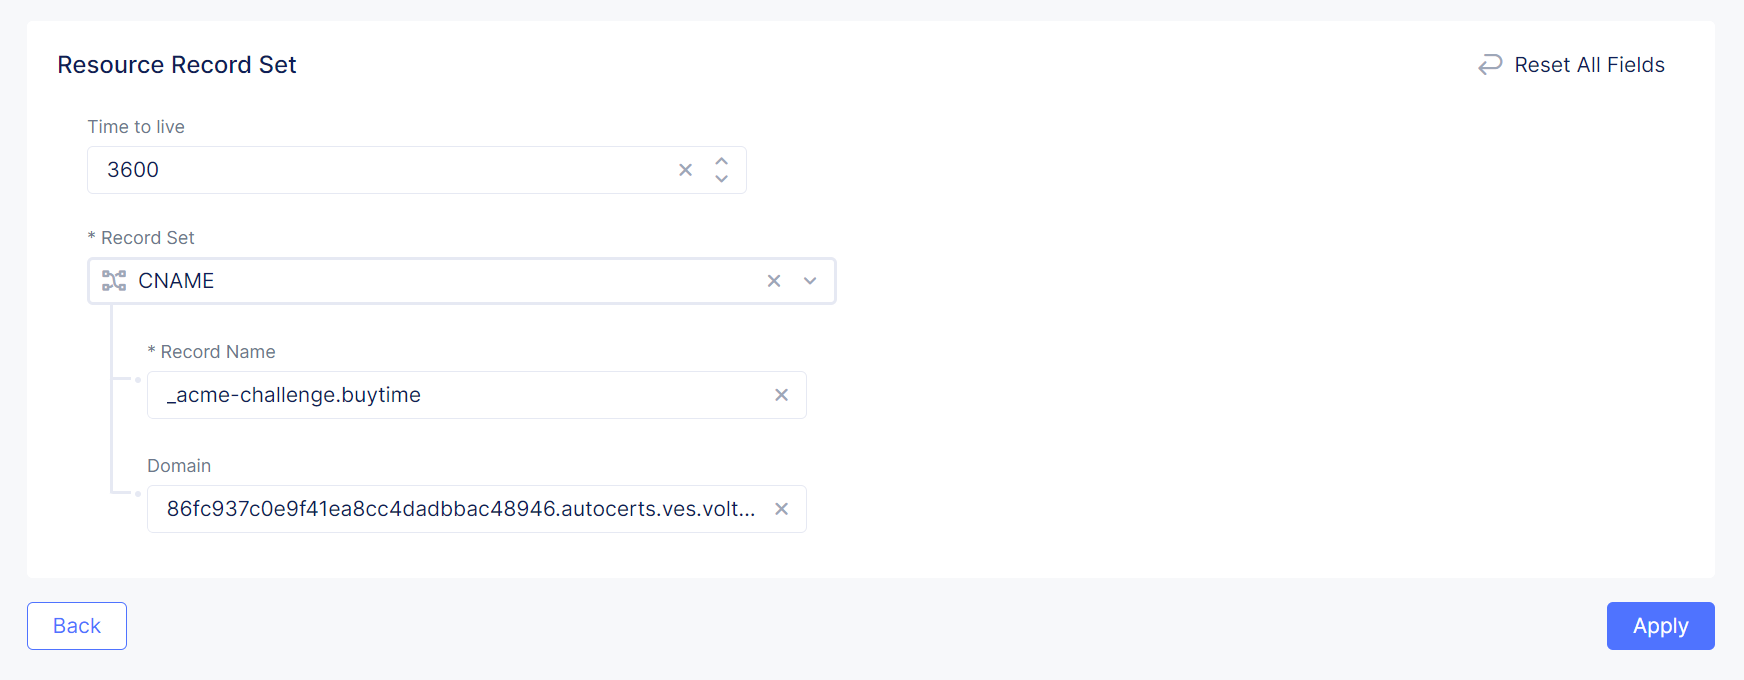 Resource Record Set
Reset All Fields
Time to live
3600
* Record Set
CNAME
* Record Name
_acme-challenge.buytime
Domain
86fc937c0e9f41ea8cc4dadbbac48946.autocerts.ves.volt...
Back
Apply